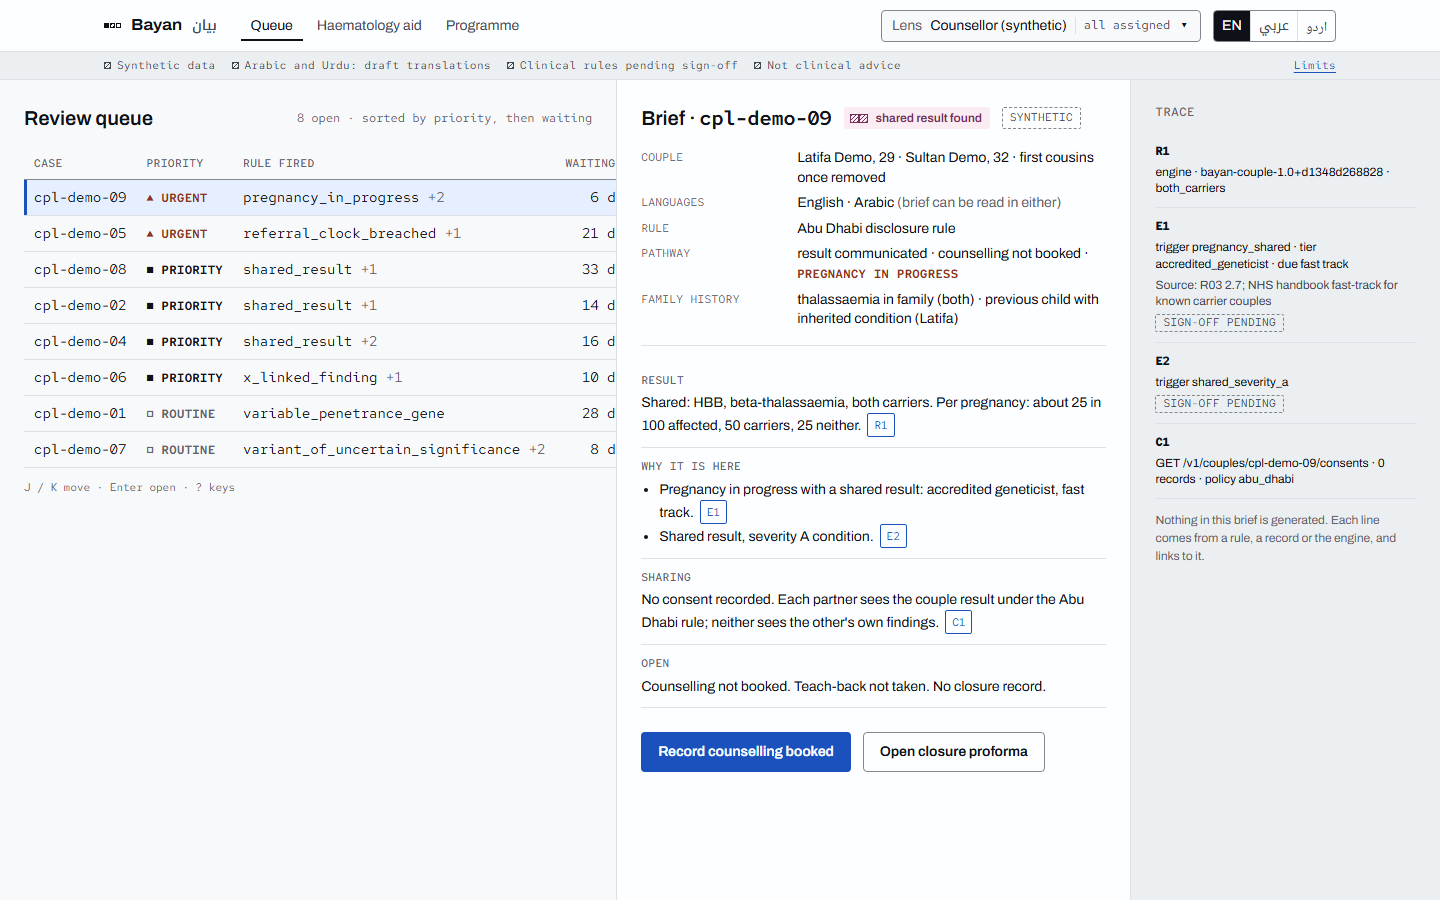 Bayan بيان Queue Haematology aid Programme Lens Counsellor (synthetic) all assigned EN عربي اردو
Synthetic data Arabic and Urdu: draft translations Clinical rules pending sign-off Not clinical advice Limits
Review queue 8 open · sorted by priority, then waiting
CASE PRIORITY RULE FIRED WAITING
cpl-demo-09 ▲ URGENT pregnancy_in_progress +2 6 d
cpl-demo-05 ▲ URGENT referral_clock_breached +1 21 d
cpl-demo-08 ■ PRIORITY shared_result +1 33 d
cpl-demo-02 ■ PRIORITY shared_result +1 14 d
cpl-demo-04 ■ PRIORITY shared_result +2 16 d
cpl-demo-06 ■ PRIORITY x_linked_finding +1 10 d
cpl-demo-01 □ ROUTINE variable_penetrance_gene 28 d
cpl-demo-07 □ ROUTINE variant_of_uncertain_significance +2 8 d
J / K move · Enter open · ? keys
Brief · cpl-demo-09 shared result found SYNTHETIC
COUPLE Latifa Demo, 29 · Sultan Demo, 32 · first cousins
once removed
LANGUAGES English · Arabic (brief can be read in either)
RULE Abu Dhabi disclosure rule
PATHWAY result communicated · counselling not booked ·
PREGNANCY IN PROGRESS
FAMILY HISTORY thalassaemia in family (both) · previous child with
inherited condition (Latifa)
RESULT
Shared: HBB, beta-thalassaemia, both carriers. Per pregnancy: about 25 in
100 affected, 50 carriers, 25 neither. R1
WHY IT IS HERE
• Pregnancy in progress with a shared result: accredited geneticist, fast
track. E1
• Shared result, severity A condition. E2
SHARING
No consent recorded. Each partner sees the couple result under the Abu
Dhabi rule; neither sees the other's own findings. C1
OPEN
Counselling not booked. Teach-back not taken. No closure record.
Record counselling booked Open closure proforma
TRACE
R1
engine · bayan-couple-1.0+d1348d268828 ·
both_carriers
E1
trigger pregnancy_shared · tier
accredited_geneticist · due fast track
Source: R03 2.7; NHS handbook fast-track for
known carrier couples
SIGN-OFF PENDING
E2
trigger shared_severity_a
SIGN-OFF PENDING
C1
GET /v1/couples/cpl-demo-09/consents · 0
records · policy abu_dhabi
Nothing in this brief is generated. Each line
comes from a rule, a record or the engine, and
links to it.